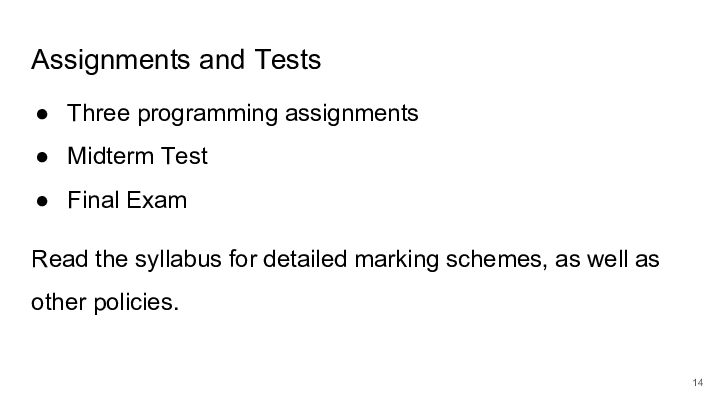 Assignments and Tests
● Three programming assignments
● Midterm Test
● Final Exam
Read the syllabus for detailed marking schemes, as well as
other policies.
14